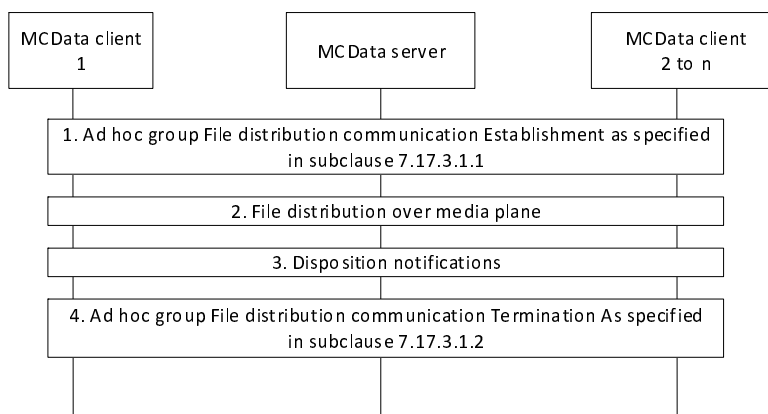 MCData client
1
MCData server
MCData client
2 to n
1. Ad hoc group File distribution communication Establishment as specified
in subclause 7.17.3.1.1
2. File distribution over media plane
3. Disposition notifications
4. Ad hoc group File distribution communication Termination As specified
in subclause 7.17.3.1.2